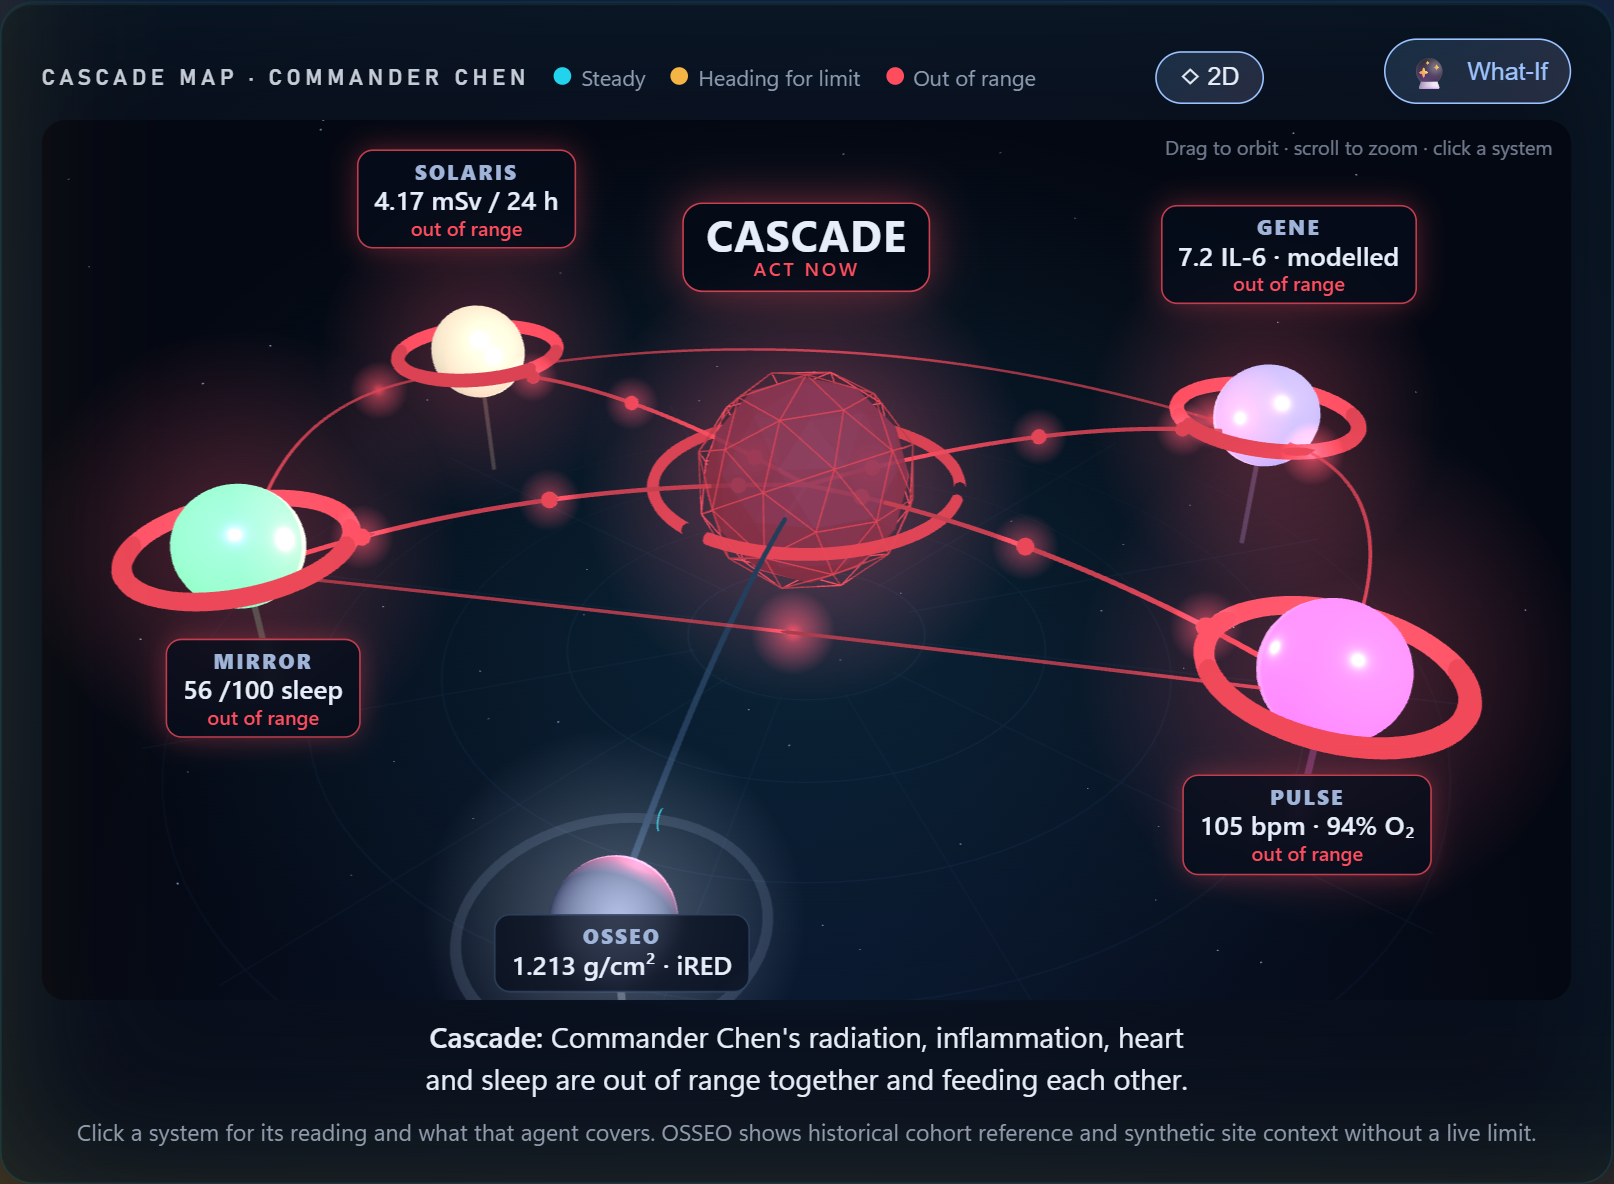 CASCADE MAP · COMMANDER CHEN
Steady
Heading for limit
Out of range
◇ 2D
What-If
Drag to orbit · scroll to zoom · click a system
SOLARIS
4.17 mSv / 24 h
out of range
CASCADE
ACT NOW
GENE
7.2 IL-6 · modelled
out of range
MIRROR
56 /100 sleep
out of range
PULSE
105 bpm · 94% O₂
out of range
OSSEO
1.213 g/cm² · iRED
Cascade: Commander Chen's radiation, inflammation, heart
and sleep are out of range together and feeding each other.
Click a system for its reading and what that agent covers. OSSEO shows historical cohort reference and synthetic site context without a live limit.